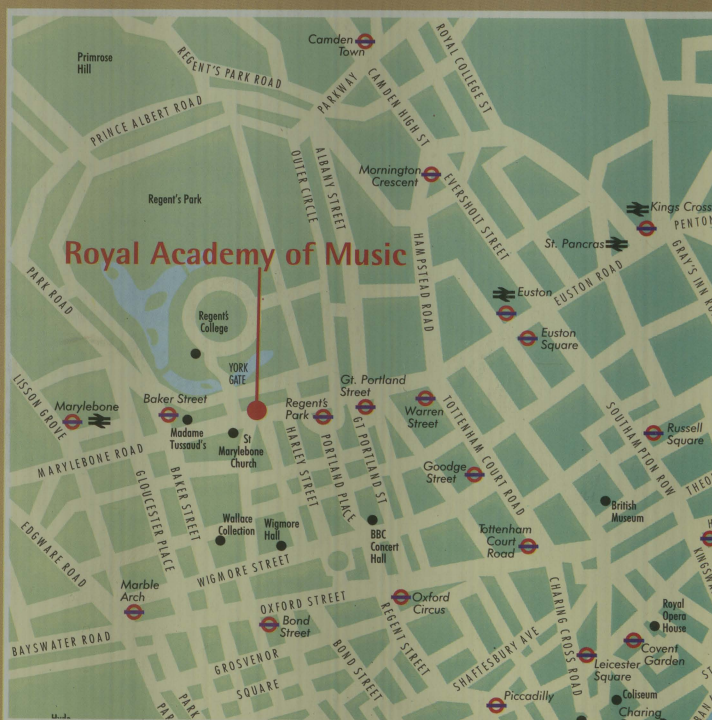 Camden
Town
ROYAL COLLEGE ST
Primrose
Hill
REGENT'S PARK ROAD
PARKWAY
CAMDEN HIGH ST
PRINCE ALBERT ROAD
OUTER CIRCLE
ALBANY STREET
Mornington
Crescent
EVERSHOLT STREET
Regent's Park
Kings Cross
PENTON
St. Pancras
GRAY'S INN
HAMPSTEAD ROAD
Royal Academy of Music
EUSTON ROAD
PARK ROAD
Euston
Regent's
College
Euston
Square
YORK
GATE
LISSON GROVE
Marylebone
Baker Street
Regent's
Park
Gt. Portland
Street
Warren
Street
TOTTENHAM COURT ROAD
SOUTHAMPTON ROW
Russell
Square
Madame
Tussaud's
St
Marylebone
Church
HARLEY STREET
PORTLAND PLACE
GT PORTLAND ST
MARYLEBONE ROAD
GLOUCESTER PLACE
BAKER STREET
Goodge
Street
THEO
British
Museum
EDGWARE ROAD
Wallace
Collection
Wigmore
Hall
BBC
Concert
Hall
Tottenham
Court
Road
H
KINGSW
WIGMORE STREET
Marble
Arch
OXFORD STREET
Oxford
Circus
CHARING CROSS ROAD
Royal
Opera
House
Bond
Street
REGENT STREET
BAYSWATER ROAD
SHAFTESBURY AVE
Covent
Garden
GROSVENOR
SQUARE
BOND STREET
Leicester
Square
ST
PARK
PAR
Piccadilly
Coliseum
Charing